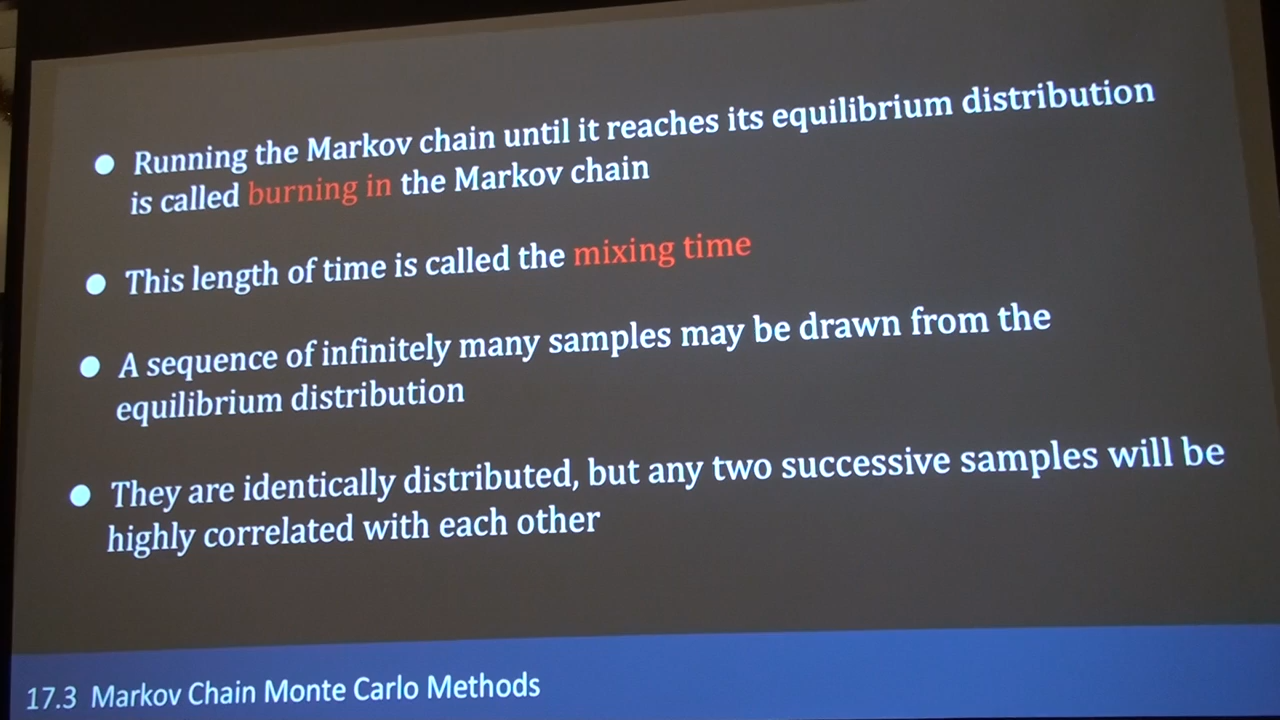 ● Running the Markov chain until it reaches its equilibrium distribution
is called burning in the Markov chain
● This length of time is called the mixing time
● A sequence of infinitely many samples may be drawn from the
equilibrium distribution
● They are identically distributed, but any two successive samples will be
highly correlated with each other
17.3 Markov Chain Monte Carlo Methods